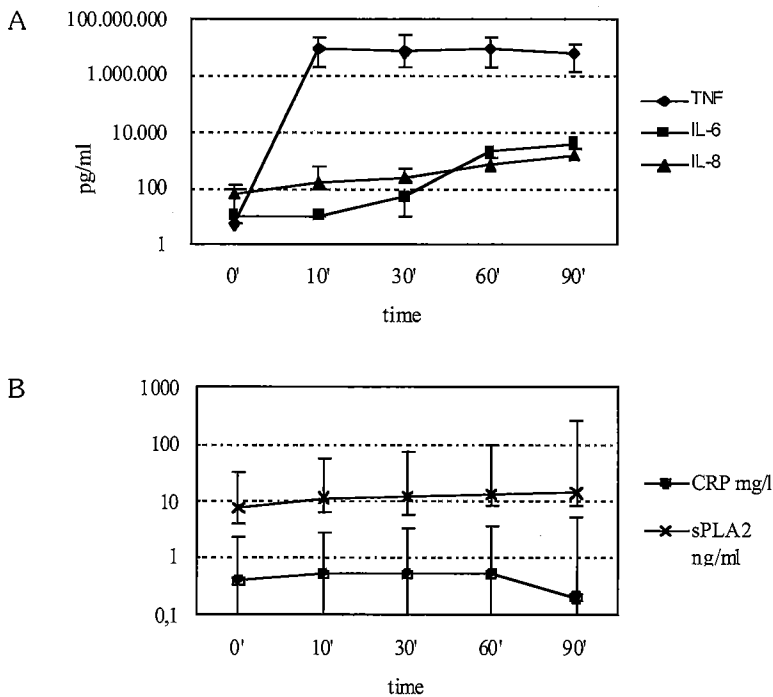 A
100.000.000
1.000.000
10.000
100
1
pg/ml
0' 10' 30' 60' 90'
time
TNF
IL-6
IL-8
B
1000
100
10
1
0,1
0' 10' 30' 60' 90'
time
CRP mg/l
sPLA2
ng/ml